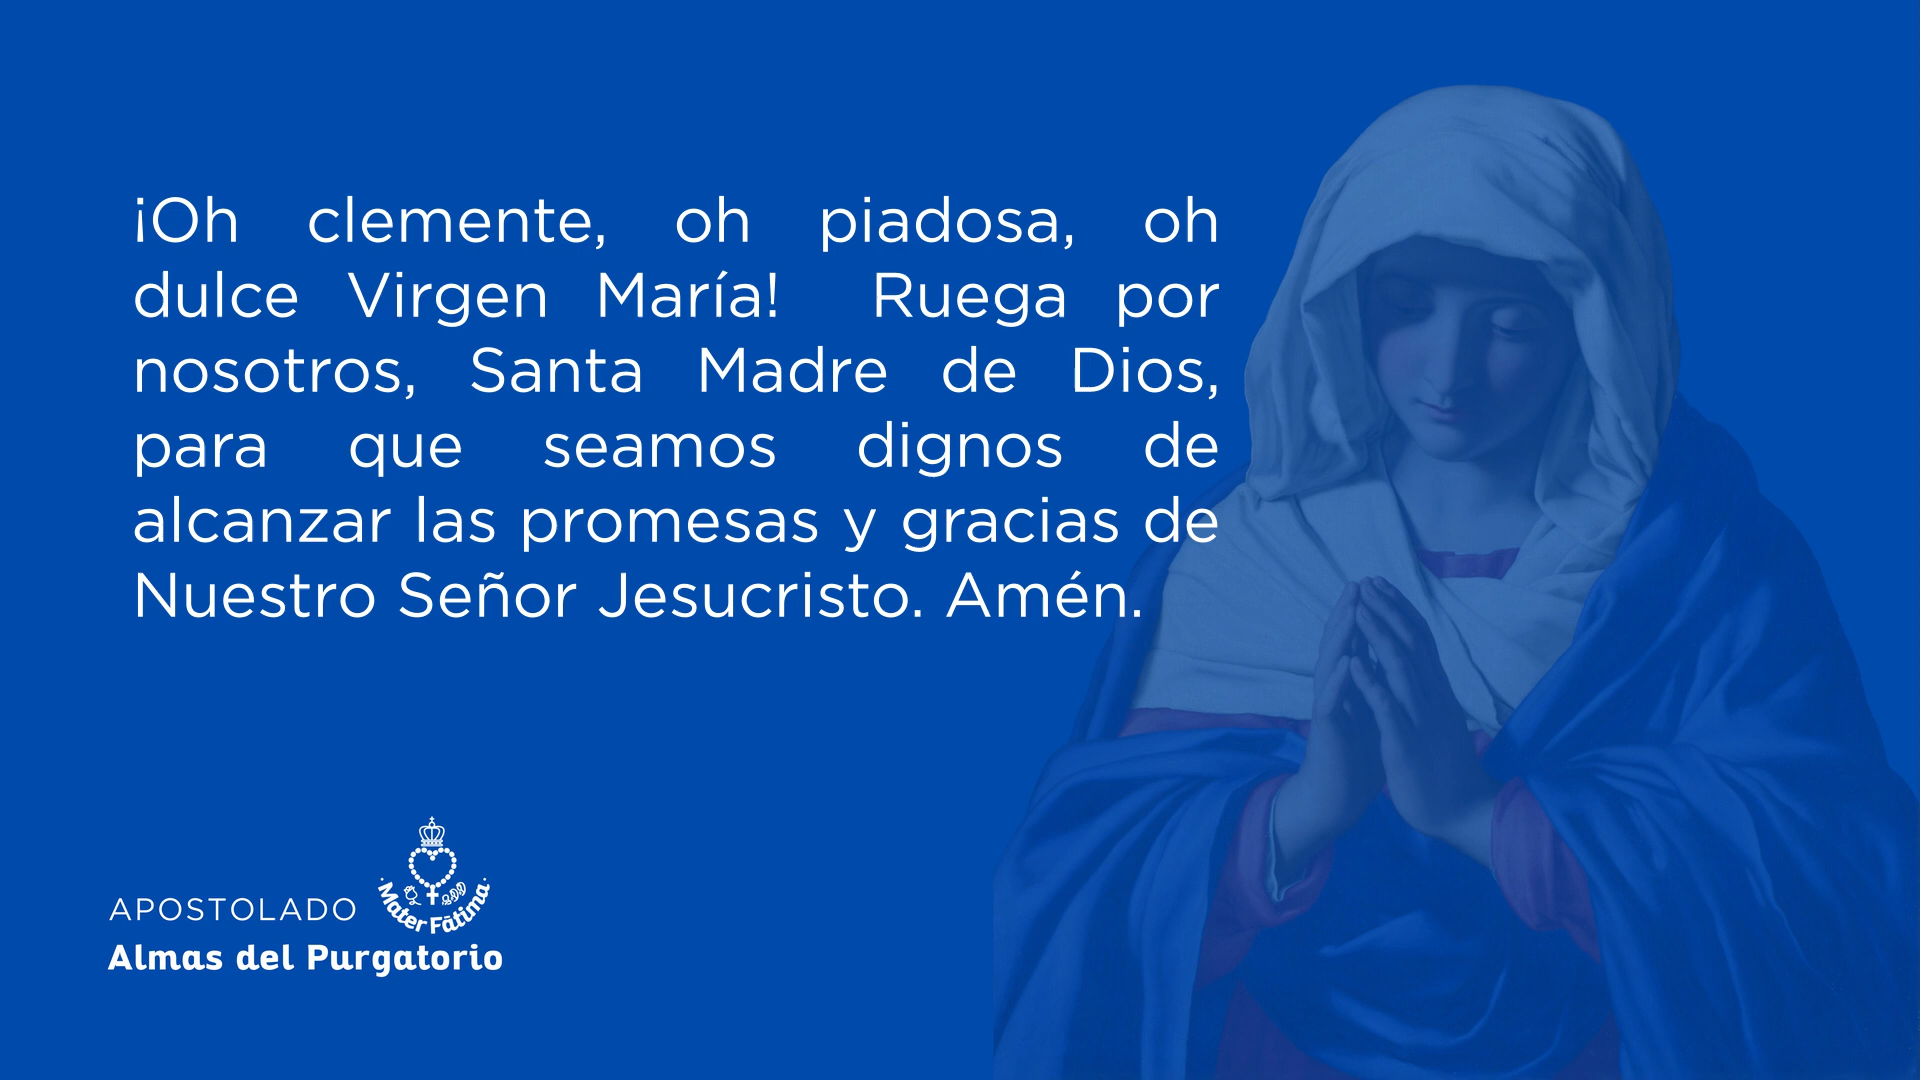 ¡Oh clemente, oh piadosa, oh
dulce Virgen María! Ruega por
nosotros, Santa Madre de Dios,
para que seamos dignos de
alcanzar las promesas y gracias de
Nuestro Señor Jesucristo. Amén.
APOSTOLADO
Mater Fátima
Almas del Purgatorio